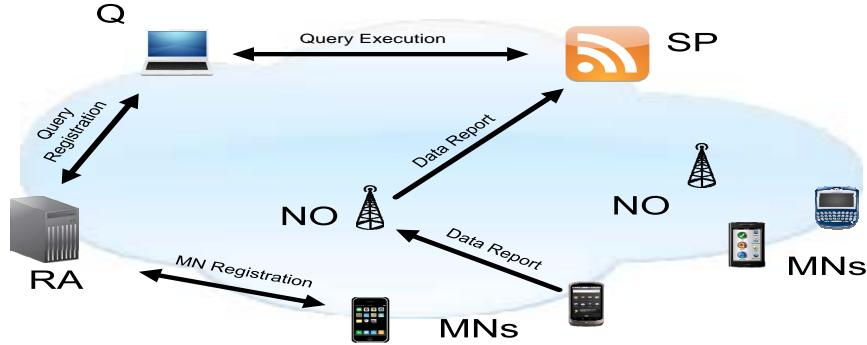 Q
Query Execution
SP
Query
Registration
Data Report
NO
NO
RA
MN Registration
Data Report
MNs
MNs